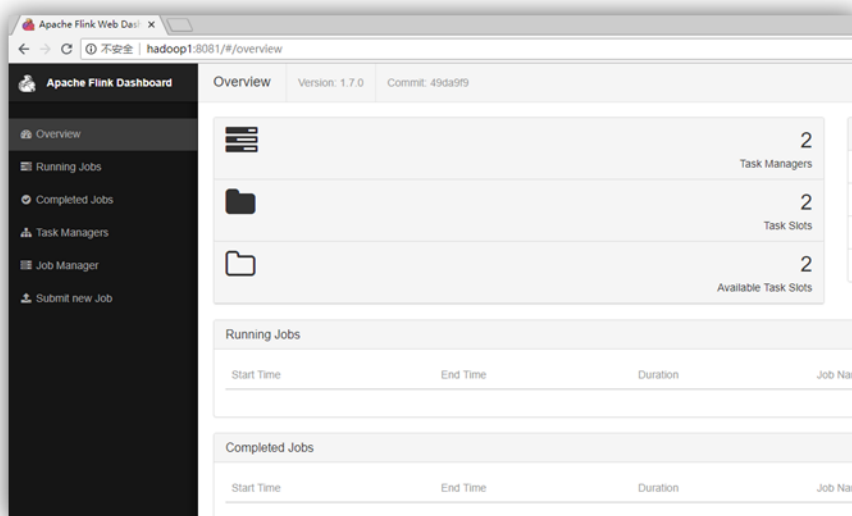 Apache Flink Web Das
不安全 | hadoop1:8081/#/overview
Apache Flink Dashboard
Overview
Version: 1.7.0
Commit: 49da9f9
Overview
Running Jobs
Completed Jobs
Task Managers
Job Manager
Submit new Job
2
Task Managers
2
Task Slots
2
Available Task Slots
Running Jobs
Start Time End Time Duration Job Na
Completed Jobs
Start Time End Time Duration Job Na